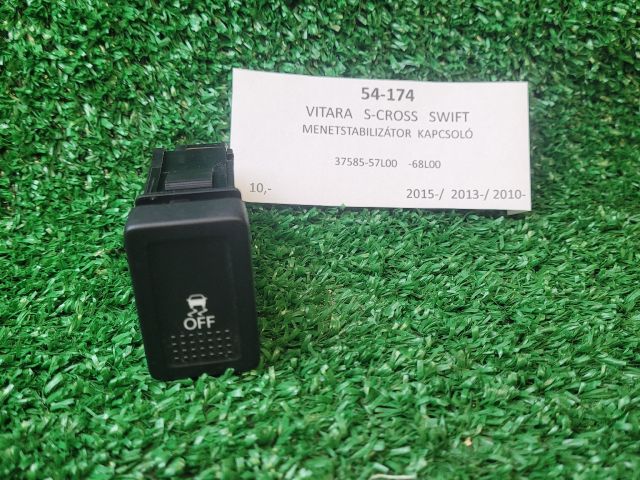 54-174
VITARA S-CROSS SWIFT
MENETSTABILIZÁTOR KAPCSOLÓ
37585-57L00 -68L00
10,- 2015-/ 2013-/ 2010-
OFF